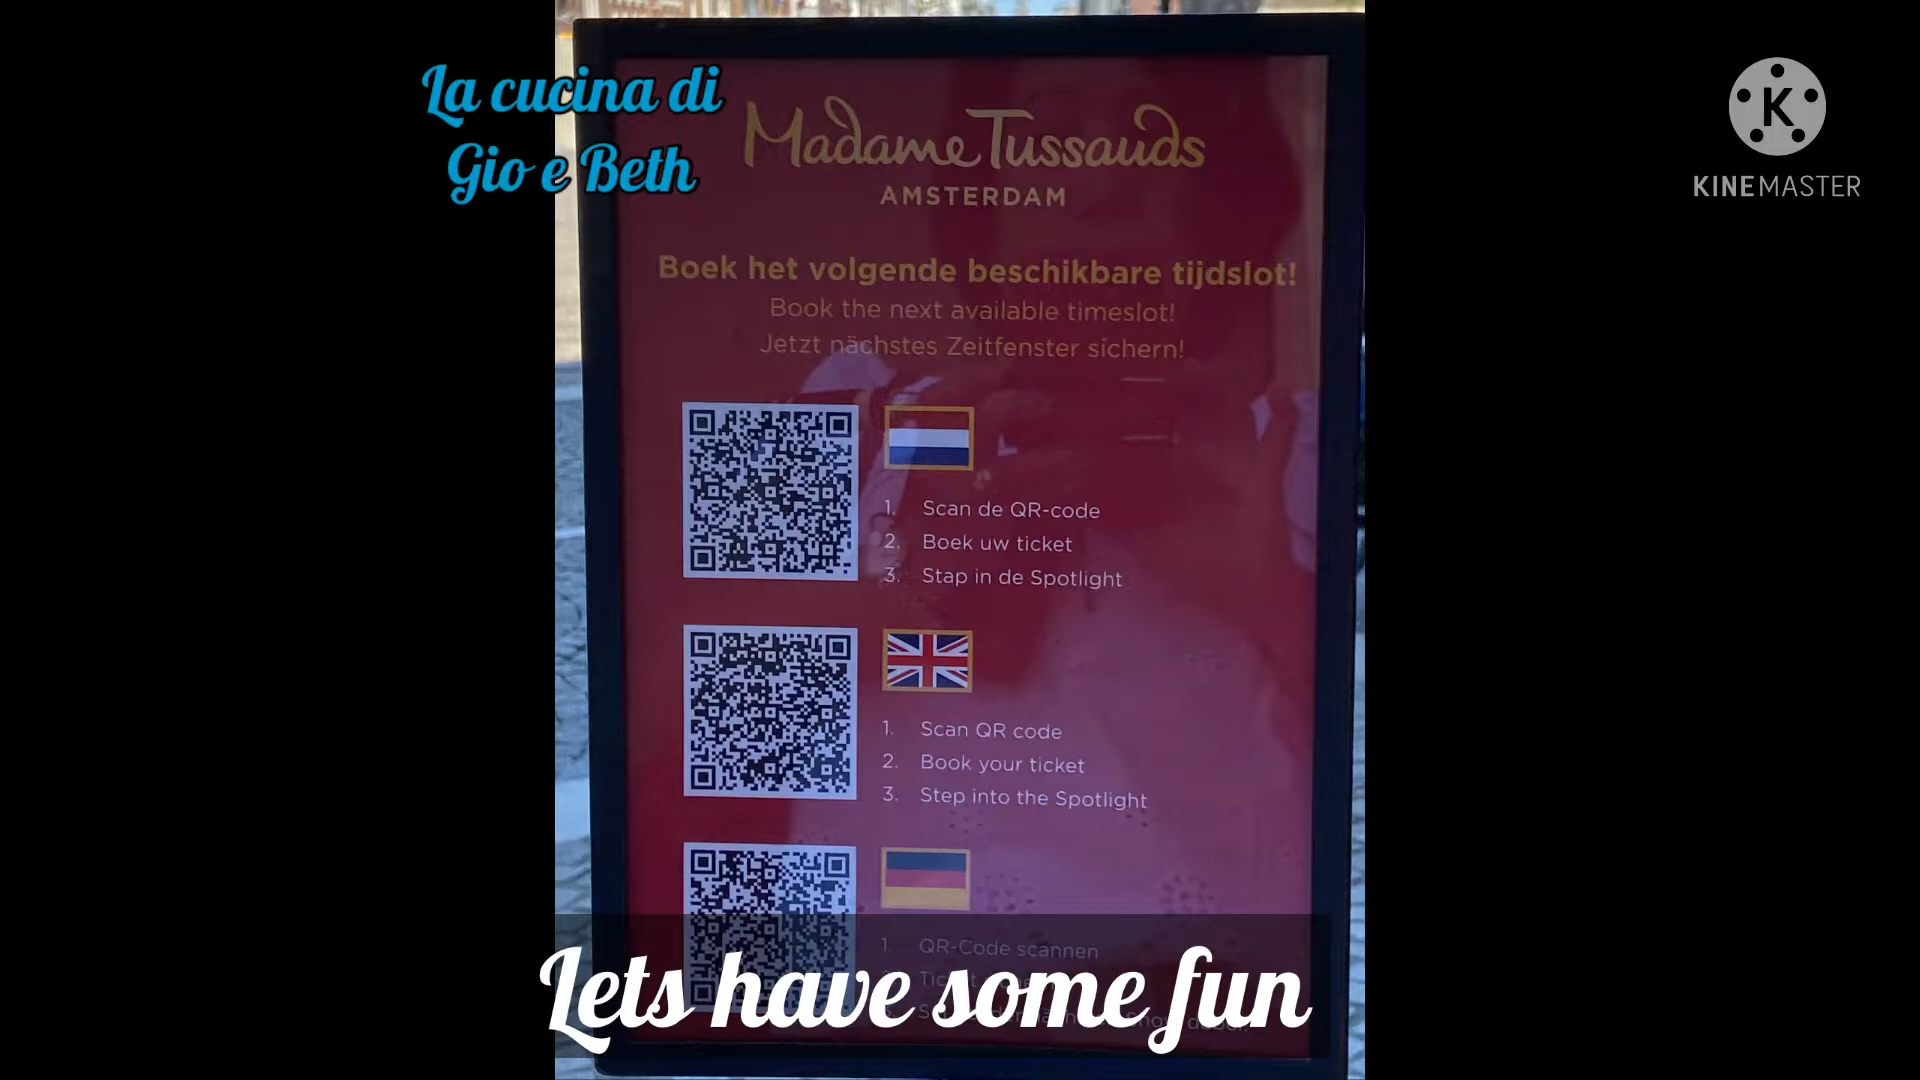 La cucina di
Gio e Beth
K
KINEMASTER
Madame Tussauds
AMSTERDAM
Boek het volgende beschikbare tijdslot!
Book the next available timeslot!
Jetzt nächstes Zeitfenster sichern!
1. Scan de QR-code
2. Boek uw ticket
3. Stap in de Spotlight
1. Scan QR code
2. Book your ticket
3. Step into the Spotlight
1. QR-Code scannen
Lets have some fun